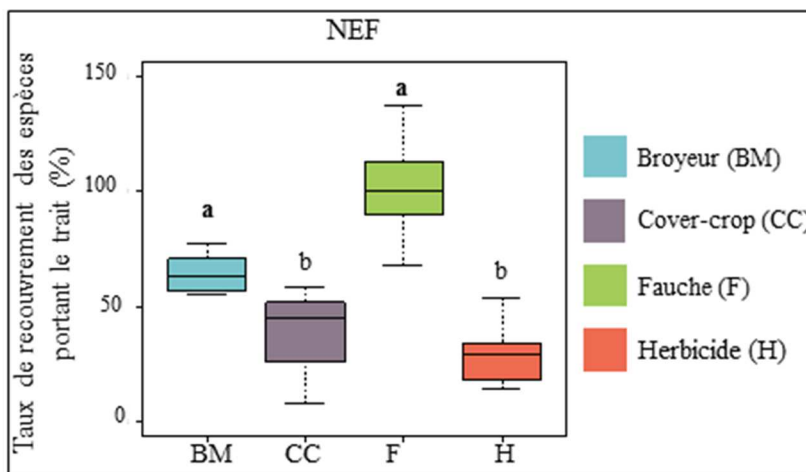 NEF
Taux de recouvrement des espèces
portant le trait (%)
150
100
50
0
a
b
a
b
BM
CC
F
H
Broyeur (BM)
Cover-crop (CC)
Fauche (F)
Herbicide (H)